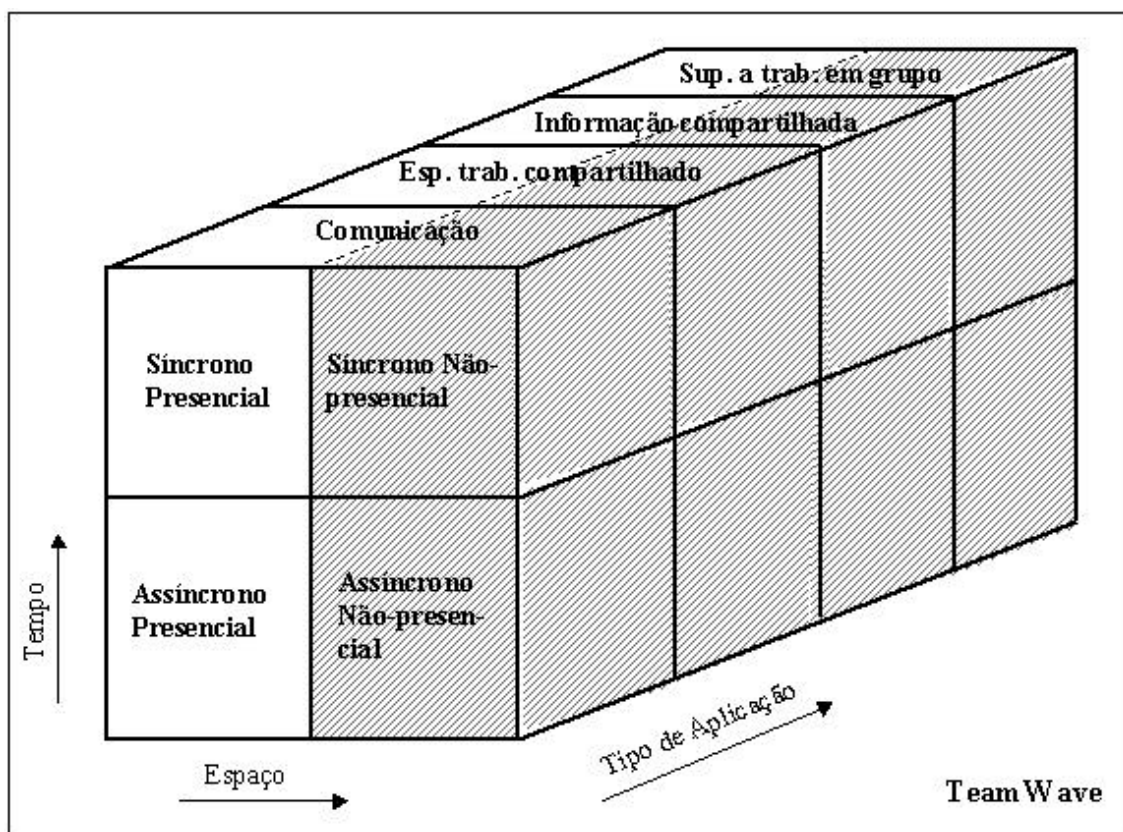 Sup. a trab. em grupo
Informação compartilhada
Esp. trab. compartilhado
Comunicação
Síncrono
Presencial
Síncrono Não-
presencial
Assíncrono
Presencial
Assíncrono
Não-presen-
cial
Tempo
Espaço
Tipo de Aplicação
TeamWave